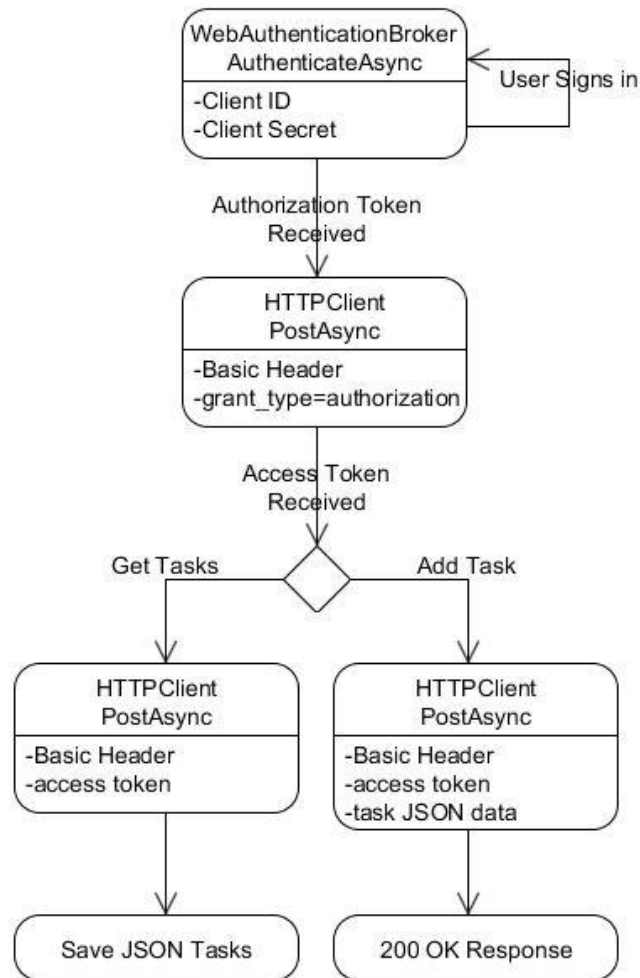 WebAuthenticationBroker
AuthenticateAsync
-Client ID
-Client Secret
User Signs in
Authorization Token
Received
HTTPClient
PostAsync
-Basic Header
-grant_type=authorization
Access Token
Received
Get Tasks
Add Task
HTTPClient
PostAsync
-Basic Header
-access token
HTTPClient
PostAsync
-Basic Header
-access token
-task JSON data
Save JSON Tasks
200 OK Response